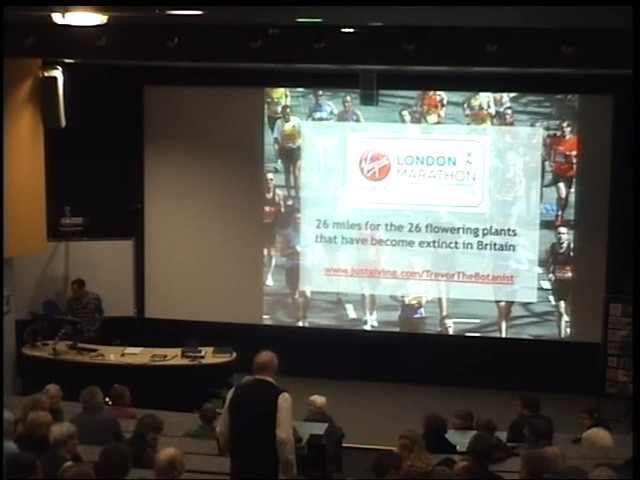 Virgin
LONDON
MARATHON
26 miles for the 26 flowering plants
that have become extinct in Britain
www.justgiving.com/TrevorTheBotanist